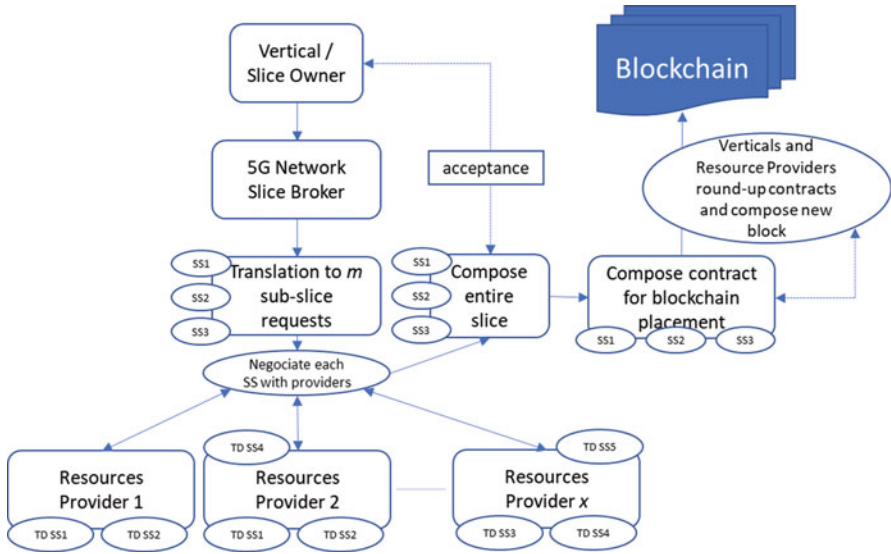 Vertical /
Slice Owner
Blockchain
5G Network
Slice Broker
acceptance
Verticals and
Resource Providers
round-up contracts
and compose new
block
SS1
SS2
SS3
Translation to m
sub-slice
requests
SS1
SS2
SS3
Compose
entire
slice
Compose contract
for blockchain
placement
SS1
SS2
SS3
Negociate each
SS with providers
Resources
Provider 1
TD SS1
TD SS2
TD SS4
Resources
Provider 2
TD SS1
TD SS2
TD SS5
Resources
Provider x
TD SS3
TD SS4